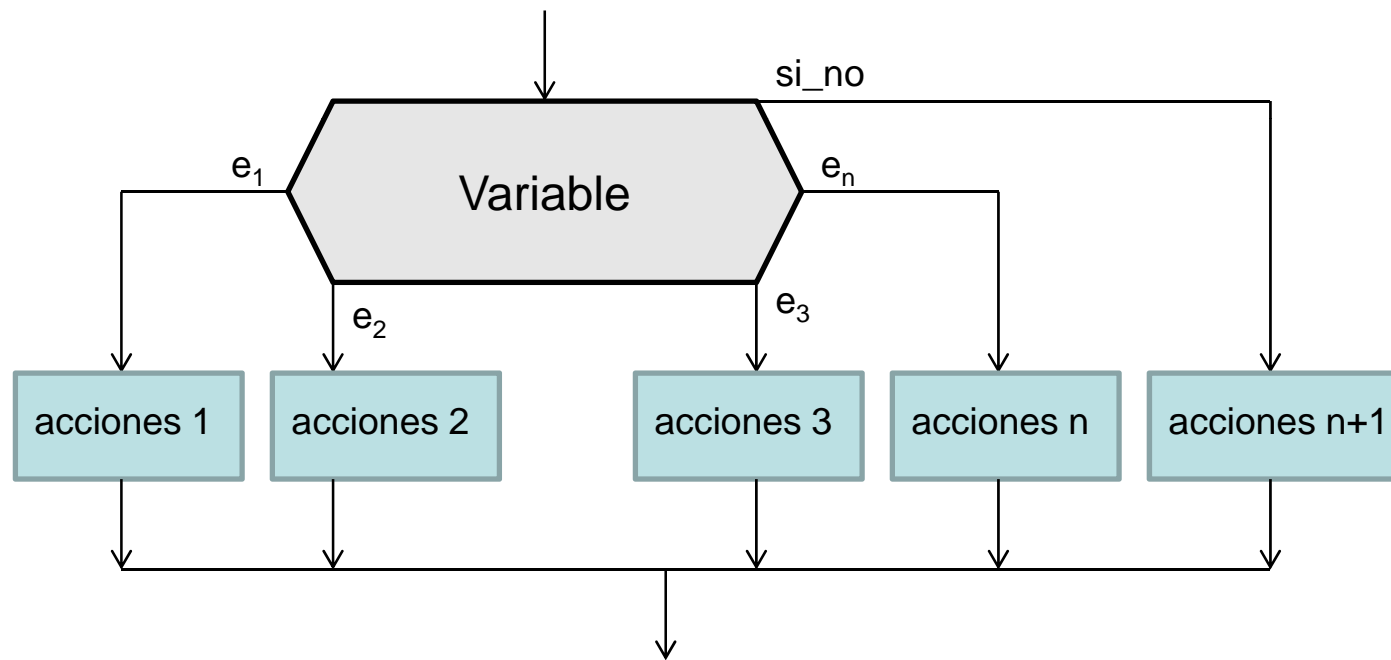 si_no
e₁
Variable
eₙ
e₂
e₃
acciones 1
acciones 2
acciones 3
acciones n
acciones n+1